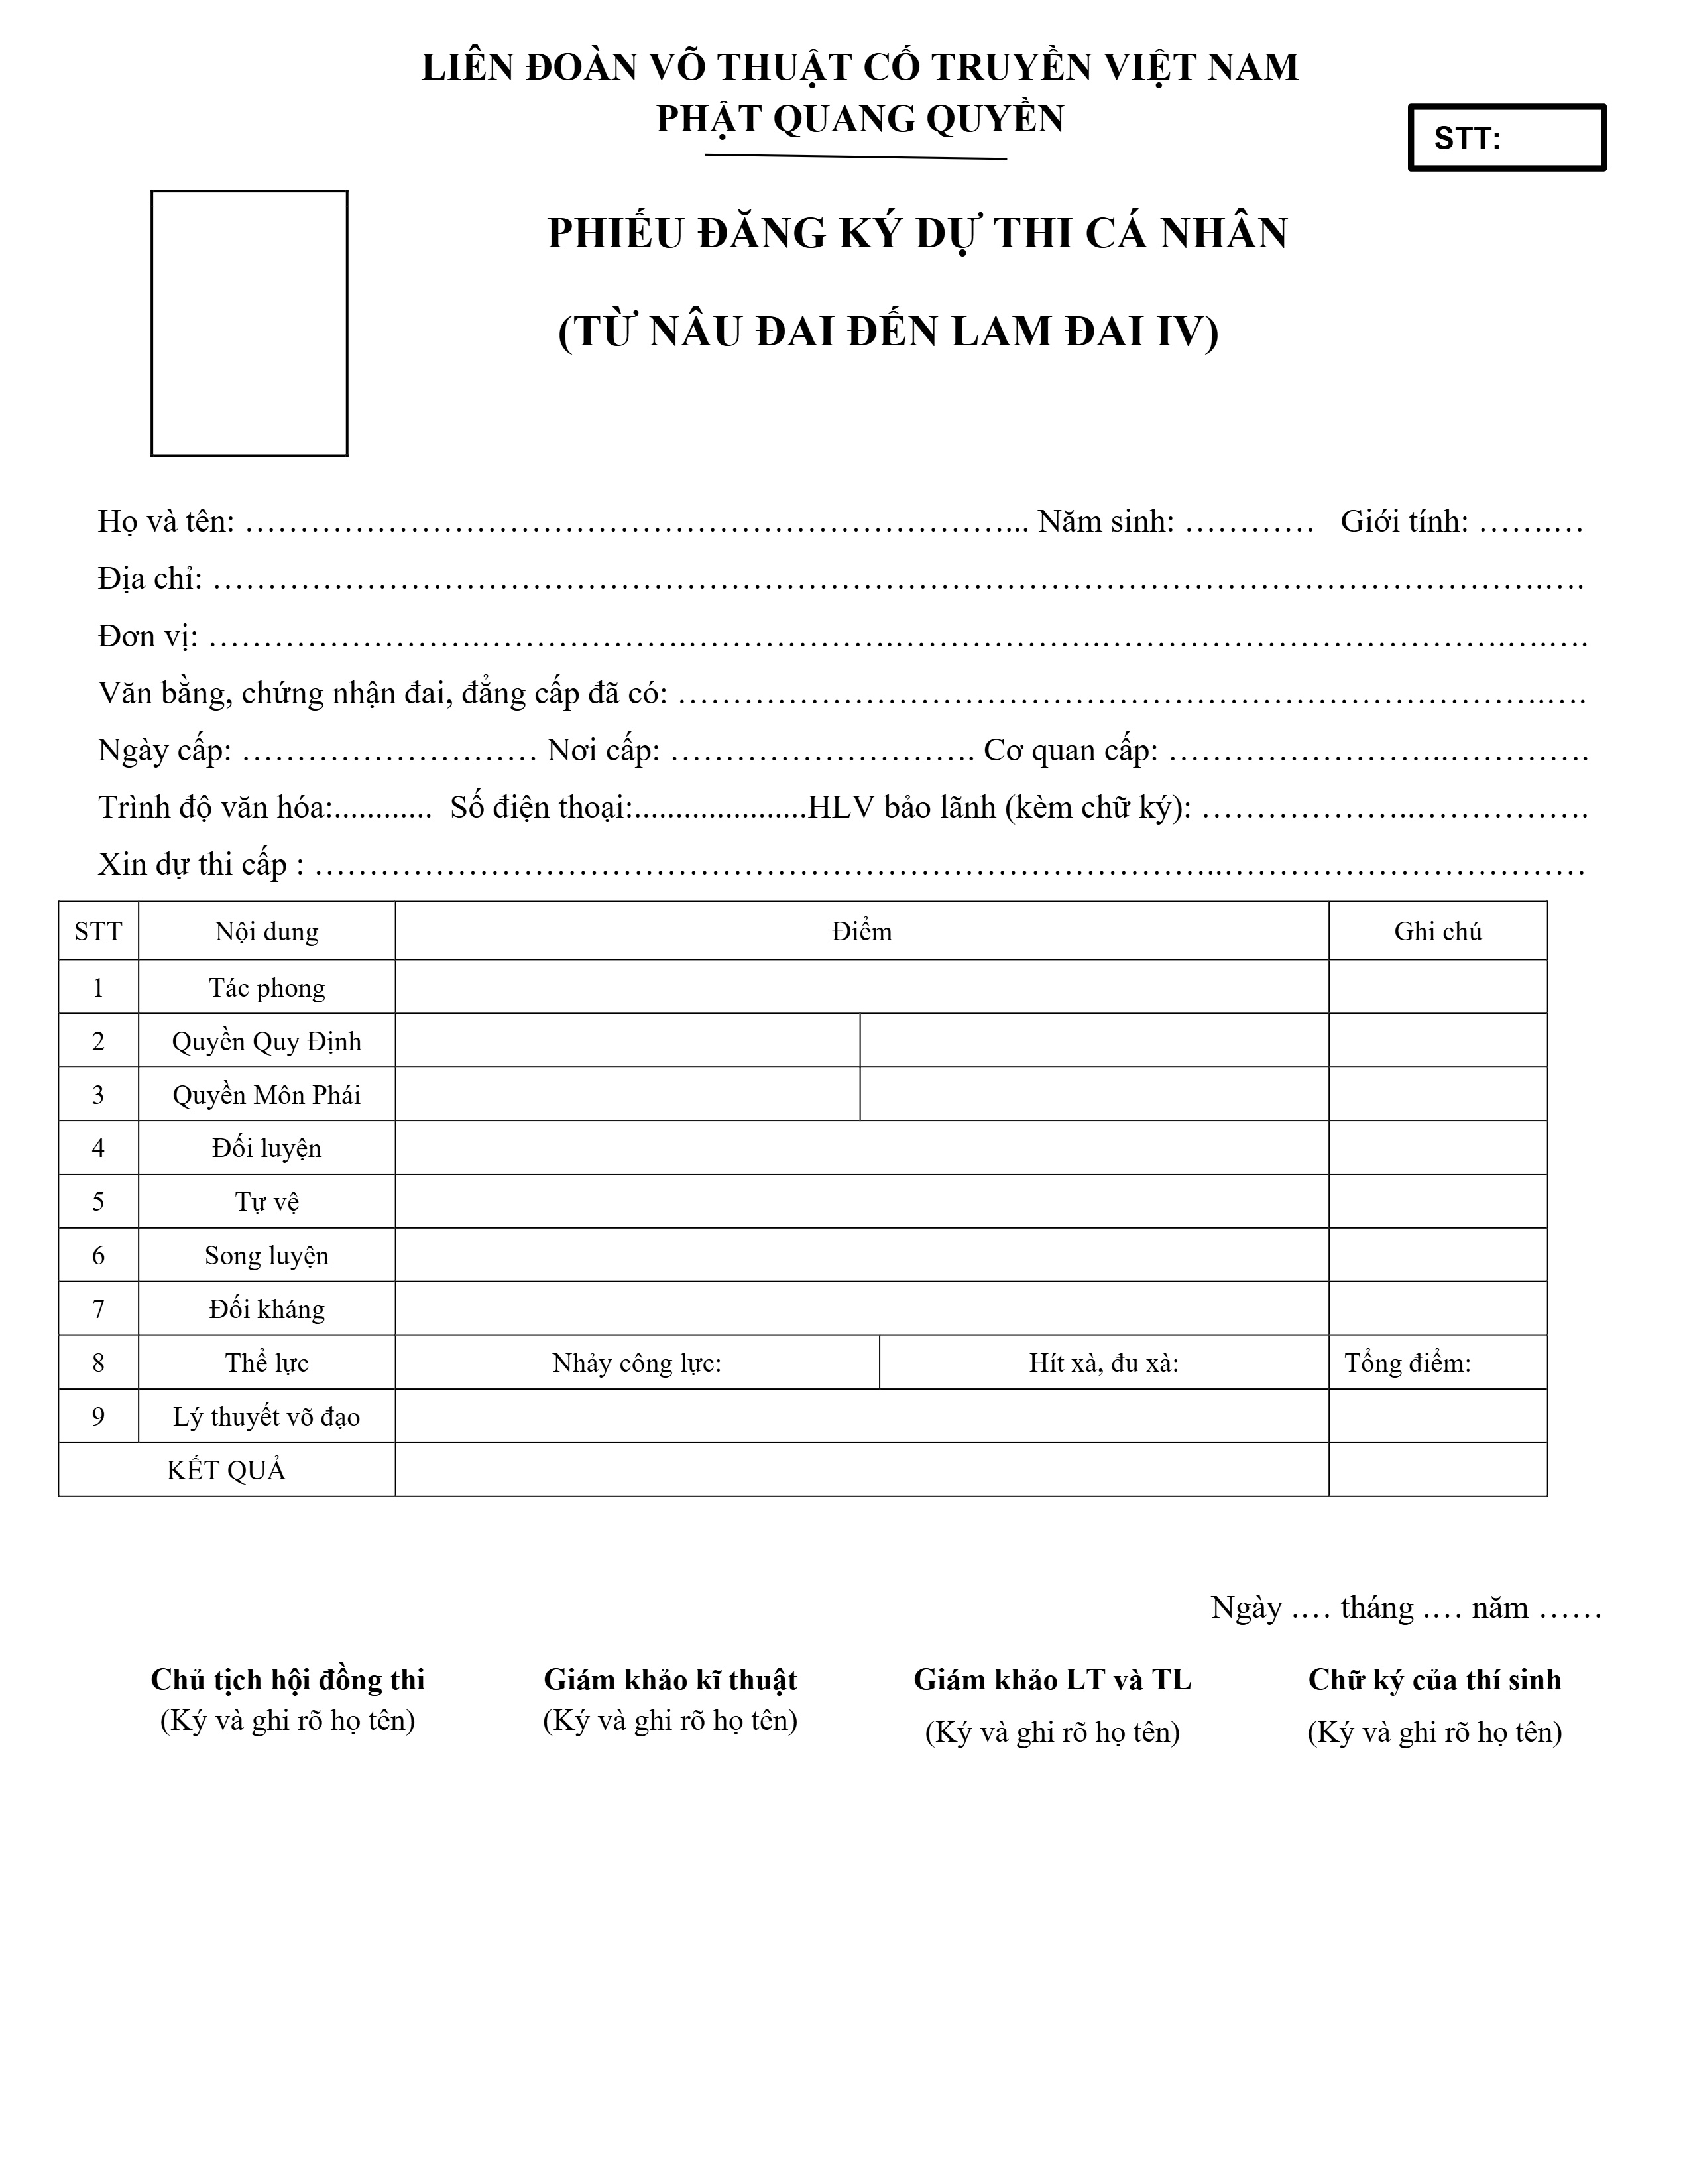 LIÊN ĐOÀN VÕ THUẬT CỔ TRUYỀN VIỆT NAM
PHẬT QUANG QUYỀN
STT:
PHIẾU ĐĂNG KÝ DỰ THI CÁ NHÂN
(TỪ NÂU ĐAI ĐẾN LAM ĐAI IV)
Họ và tên: ……………………………………………………………... Năm sinh: ………… Giới tính: …….…
Địa chỉ: ………………………………………………………………………………………………………….….
Đơn vị: …………………….……………….……………….……………….……………………………….….….
Văn bằng, chứng nhận đai, đẳng cấp đã có: …………………………………………………………………….….
Ngày cấp: ……………………… Nơi cấp: ………………………. Cơ quan cấp: ……………………..………….
Trình độ văn hóa:............ Số điện thoại:.....................HLV bảo lãnh (kèm chữ ký): ………………..…………….
Xin dự thi cấp : ………………………………………………………………………..……………………………
STT Nội dung Điểm Ghi chú
1 Tác phong
2 Quyền Quy Định
3 Quyền Môn Phái
4 Đối luyện
5 Tự vệ
6 Song luyện
7 Đối kháng
8 Thể lực Nhảy công lực: Hít xà, đu xà: Tổng điểm:
9 Lý thuyết võ đạo
KẾT QUẢ
Ngày .… tháng .… năm ……
Chủ tịch hội đồng thi Giám khảo kĩ thuật Giám khảo LT và TL Chữ ký của thí sinh
(Ký và ghi rõ họ tên) (Ký và ghi rõ họ tên) (Ký và ghi rõ họ tên) (Ký và ghi rõ họ tên)